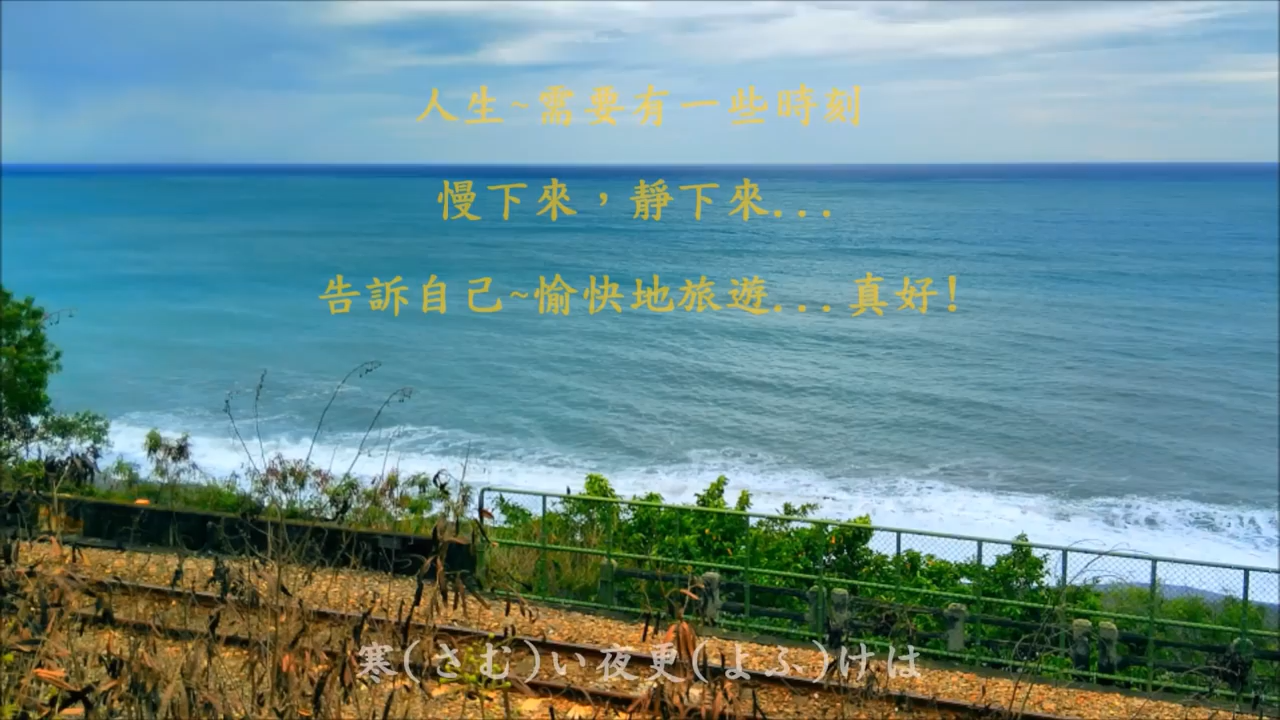 人生~需要有一些時刻
慢下來，靜下來...
告訴自己~愉快地旅遊...真好!
寒(さむ)い夜更(よふ)けは